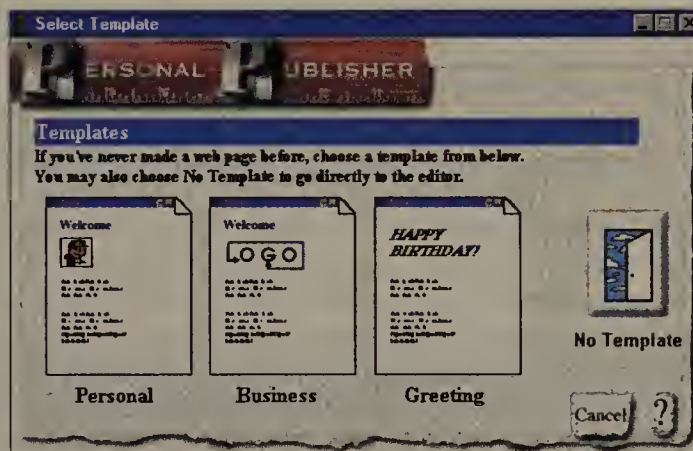 Select Template
PERSONAL PUBLISHER
Templates
If you've never made a web page before, choose a template from below.
You may also choose No Template to go directly to the editor.
Welcome
Welcome
LOGO
HAPPY
BIRTHDAY!
No Template
Personal Business Greeting
Cancel ?